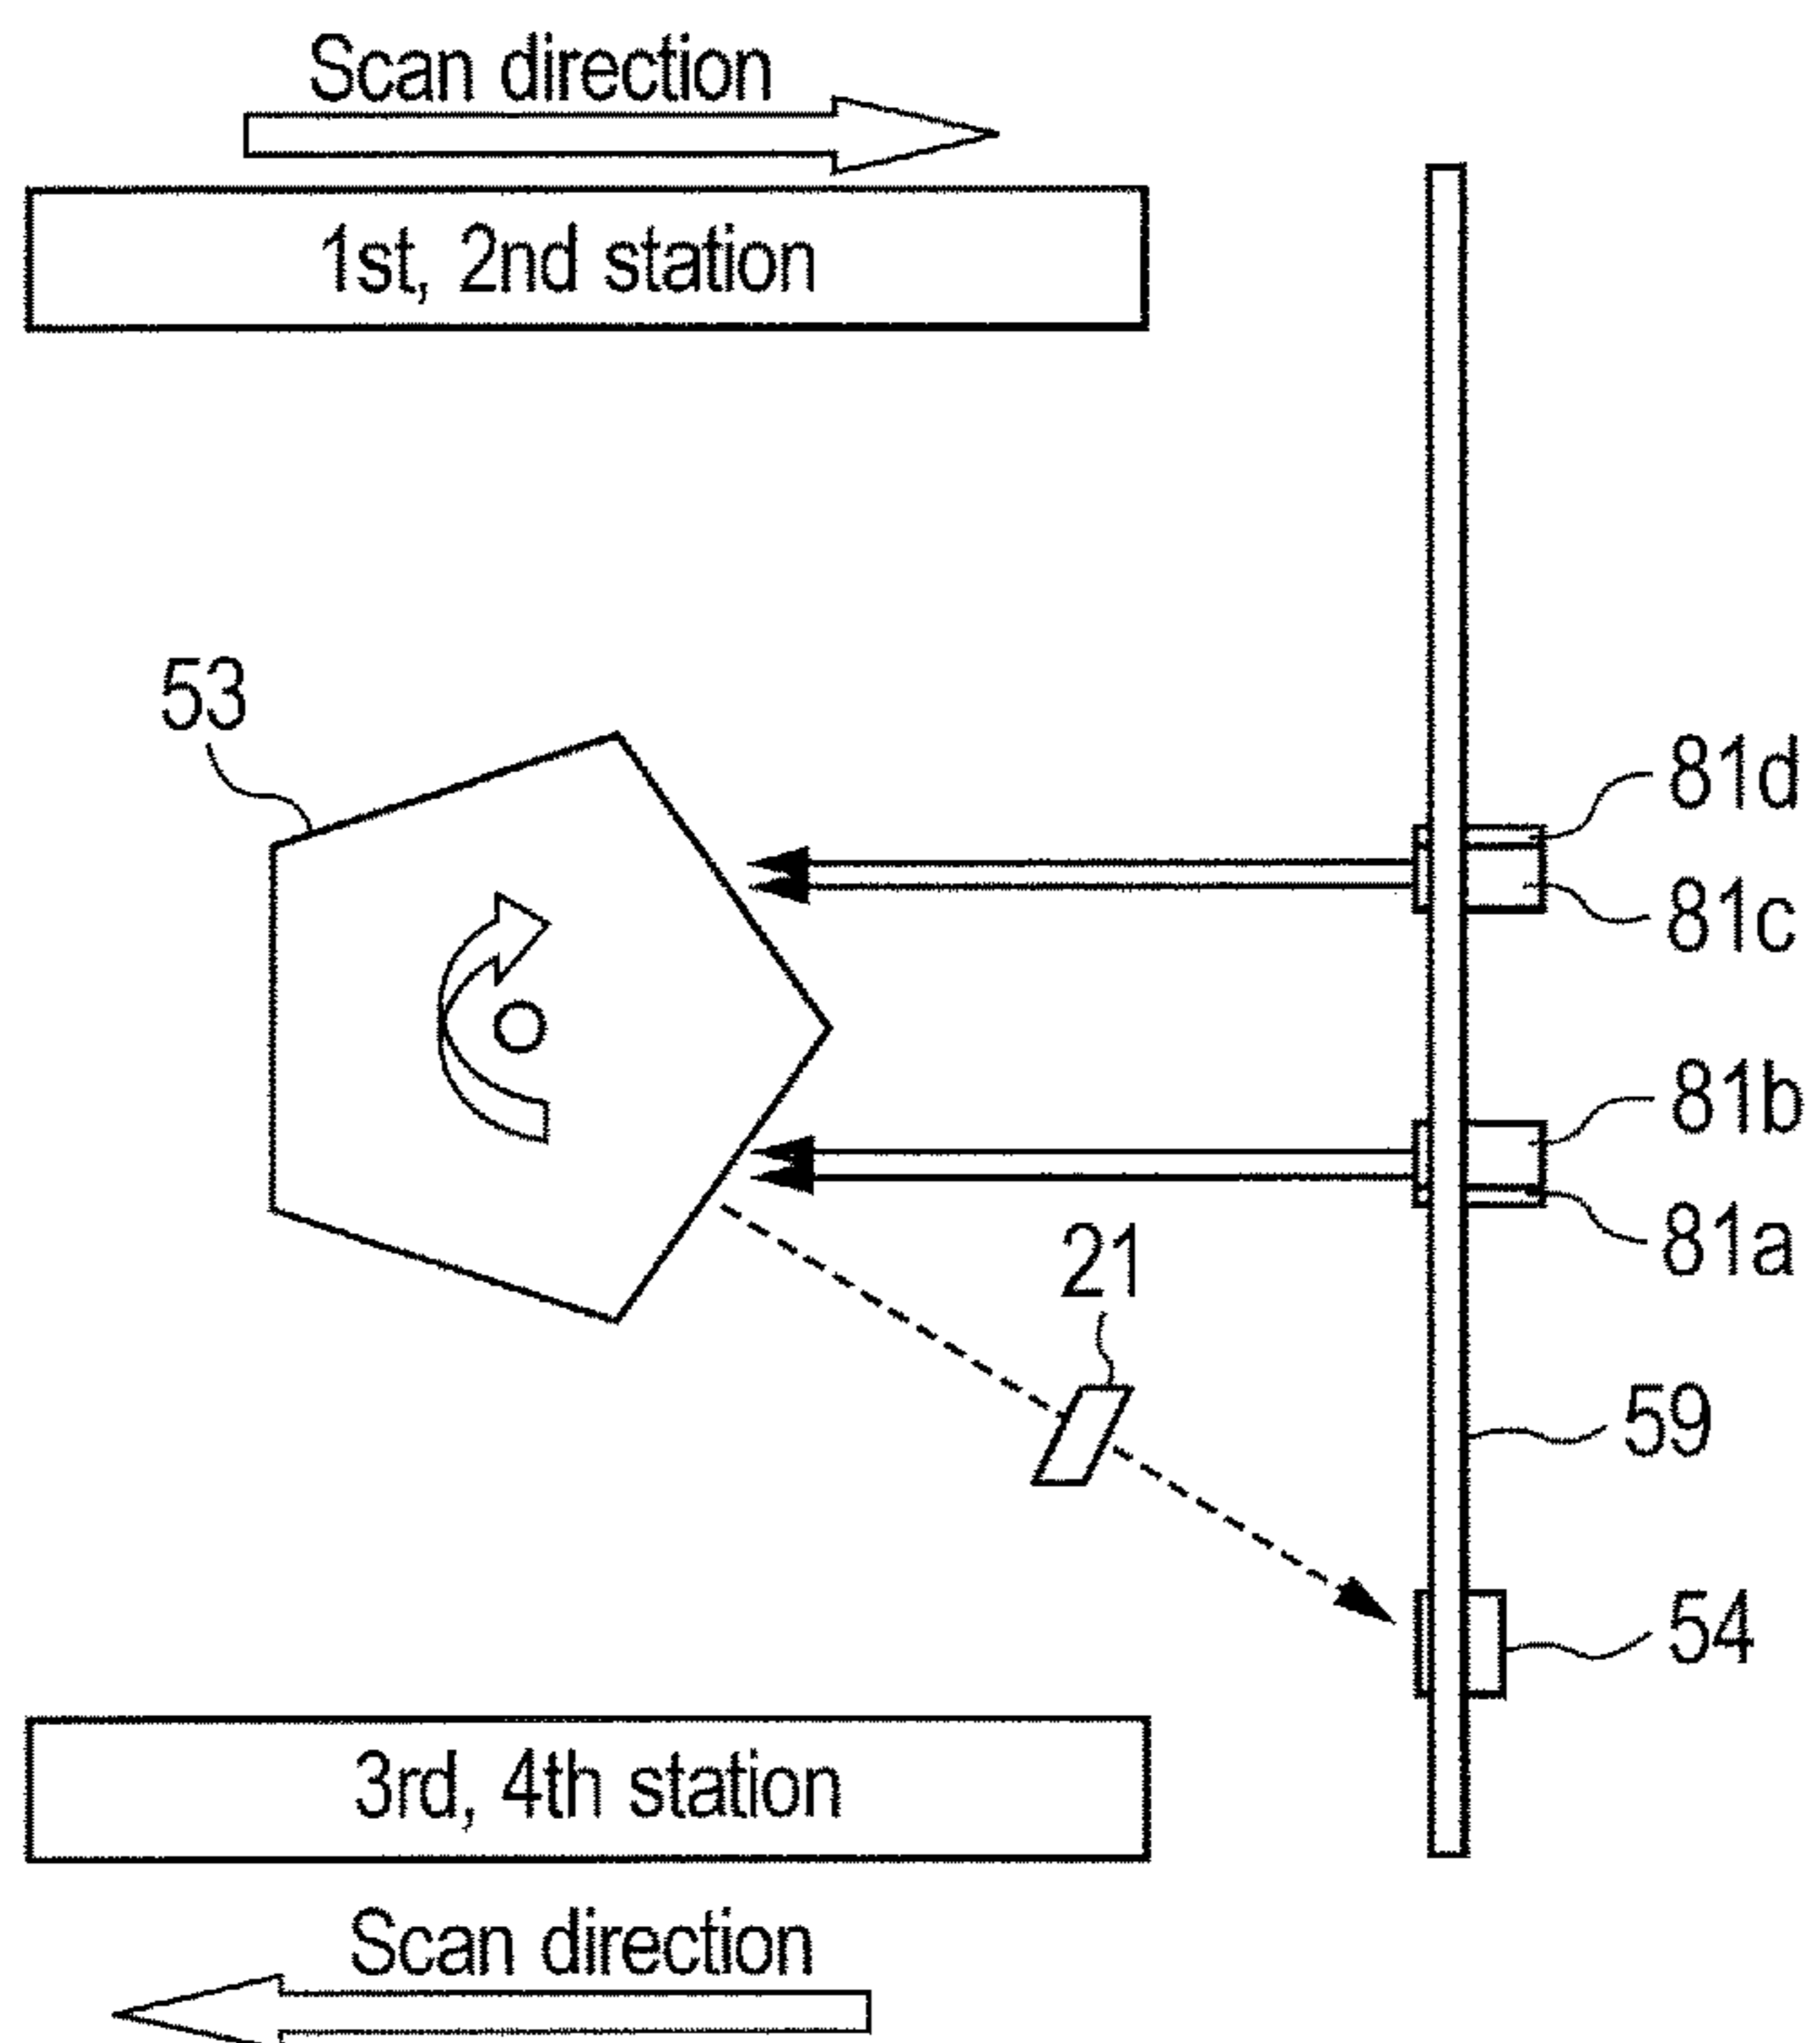 Scan direction
1st, 2nd station
53
81d
81c
81b
81a
21
59
54
3rd, 4th station
Scan direction